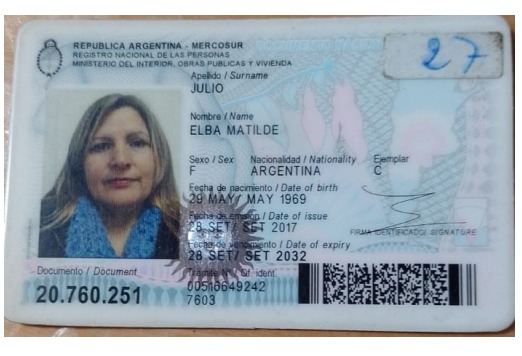 REPUBLICA ARGENTINA - MERCOSUR
REGISTRO NACIONAL DE LAS PERSONAS
MINISTERIO DEL INTERIOR, OBRAS PUBLICAS Y VIVIENDA
27
Apellido / Surname
JULIO
Nombre / Name
ELBA MATILDE
Sexo / Sex Nacionalidad / Nationality Ejemplar
F ARGENTINA C
Fecha de nacimiento / Date of birth
29 MAY/ MAY 1969
Fecha de emisión / Date of issue
28 SET/ SET 2017
FIRMA IDENTIFICADO/ SIGNATURE
Fecha de vencimiento / Date of expiry
28 SET/ SET 2032
Documento / Document
Trámite N° / Of. ident.
20.760.251
00516649242
7603